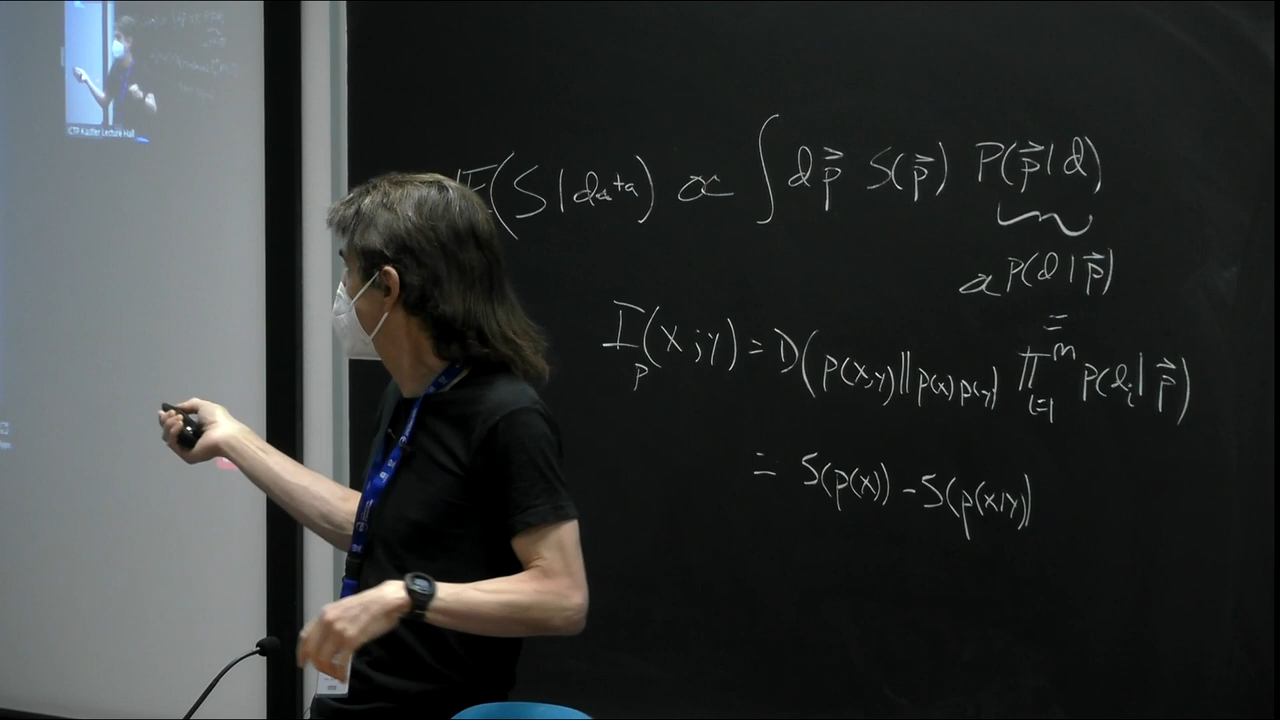 E(S | data) ∝ ∫ dp⃗ S(p⃗) P(p⃗ | d)
∝ P(d | p⃗)
=
∏_{i=1}^{m} P(d_i | p⃗)
I_p(X;Y) = D(p(x,y) || p(x) p(y))
= S(p(x)) - S(p(x|y))
ICTP Kastler Lecture Hall